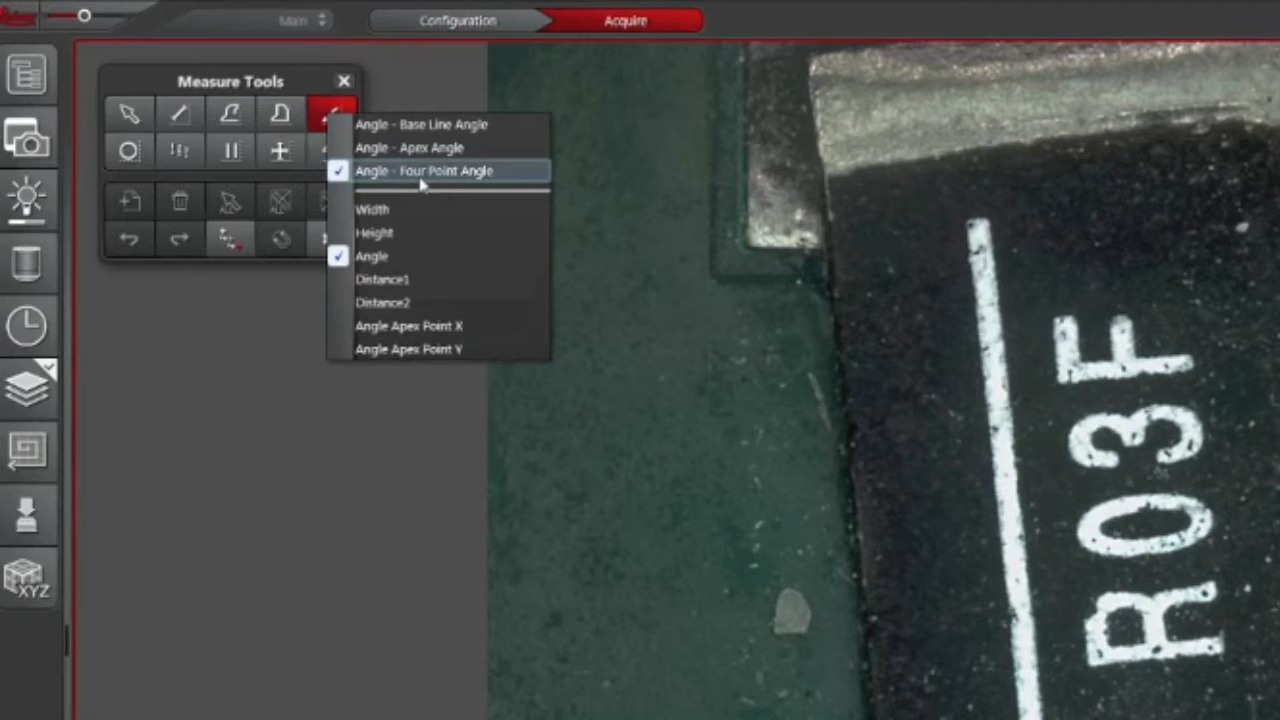 Main
Configuration
Acquire
Measure Tools
Angle - Base Line Angle
Angle - Apex Angle
Angle - Four Point Angle
Width
Height
Angle
Distance1
Distance2
Angle Apex Point X
Angle Apex Point Y
XYZ
R03F